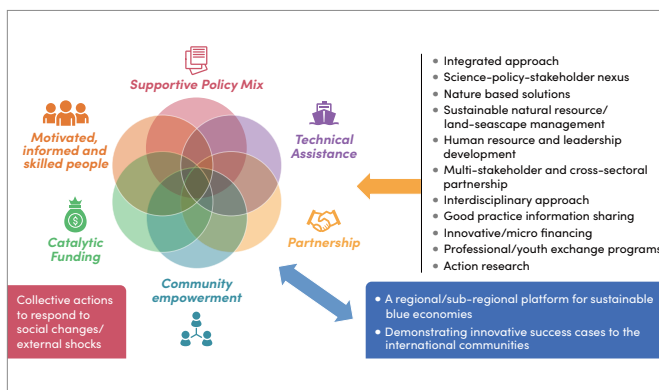 Supportive Policy Mix
Motivated,
informed and
skilled people
Technical
Assistance
Catalytic
Funding
Partnership
Community
empowerment
Integrated approach
Science-policy-stakeholder nexus
Nature based solutions
Sustainable natural resource/
land-seascape management
Human resource and leadership
development
Multi-stakeholder and cross-sectoral
partnership
Interdisciplinary approach
Good practice information sharing
Innovative/micro financing
Professional/youth exchange programs
Action research
Collective actions
to respond to
social changes/
external shocks
A regional/sub-regional platform for sustainable
blue economies
Demonstrating innovative success cases to the
international communities